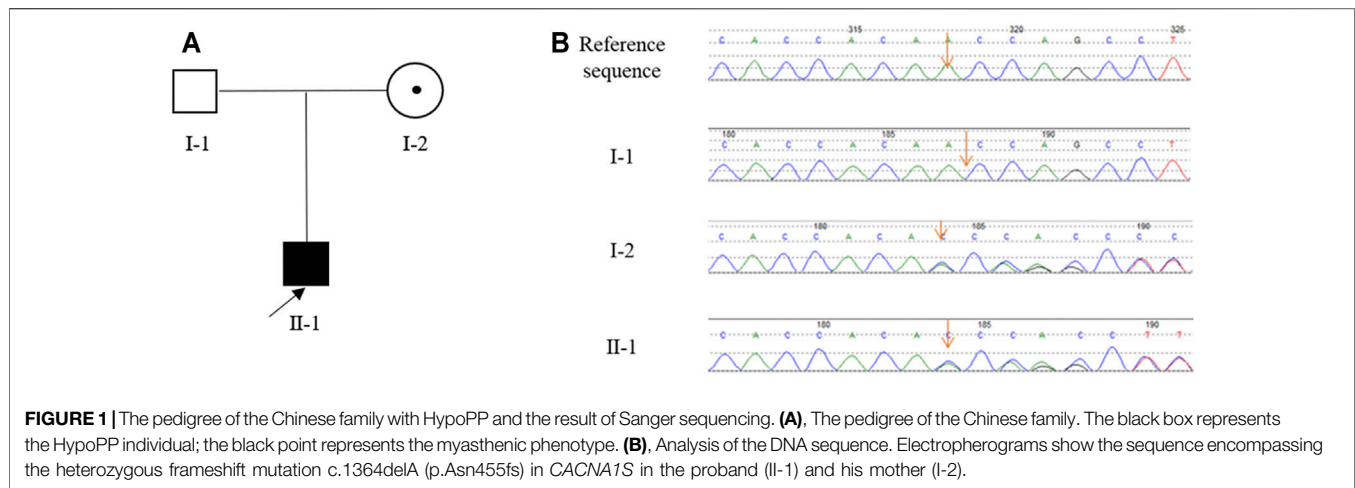 A
I-1
I-2
II-1
B
Reference
sequence
315 320 325
C A C C A C A A C C A G C C T
I-1
180 185 190
C A C C A C A A C C A G C C T
I-2
180 185 190
C A C C A C A C C C A C C C C
II-1
180 185 190
C A C C A C A C C C A C C T T
FIGURE 1 | The pedigree of the Chinese family with HypoPP and the result of Sanger sequencing. (A), The pedigree of the Chinese family. The black box represents
the HypoPP individual; the black point represents the myasthenic phenotype. (B), Analysis of the DNA sequence. Electropherograms show the sequence encompassing
the heterozygous frameshift mutation c.1364delA (p.Asn455fs) in CACNA1S in the proband (II-1) and his mother (I-2).